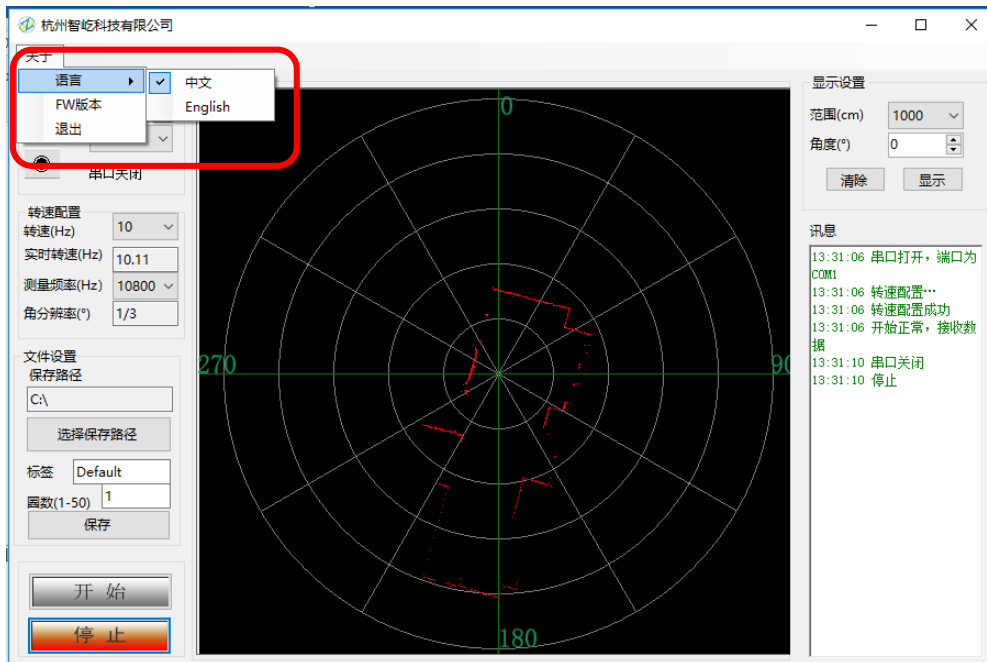 杭州智屹科技有限公司
关于
语言
中文
FW版本
English
退出
串口关闭
转速配置
转速(Hz)
10
实时转速(Hz)
10.11
测量频率(Hz)
10800
角分辨率(°)
1/3
文件设置
保存路径
C:\
选择保存路径
标签
Default
圈数(1-50)
1
保存
开 始
停 止
0
90
180
270
显示设置
范围(cm)
1000
角度(°)
0
清除
显示
讯息
13:31:06 串口打开，端口为
COM1
13:31:06 转速配置…
13:31:06 转速配置成功
13:31:06 开始正常，接收数
据
13:31:10 串口关闭
13:31:10 停止